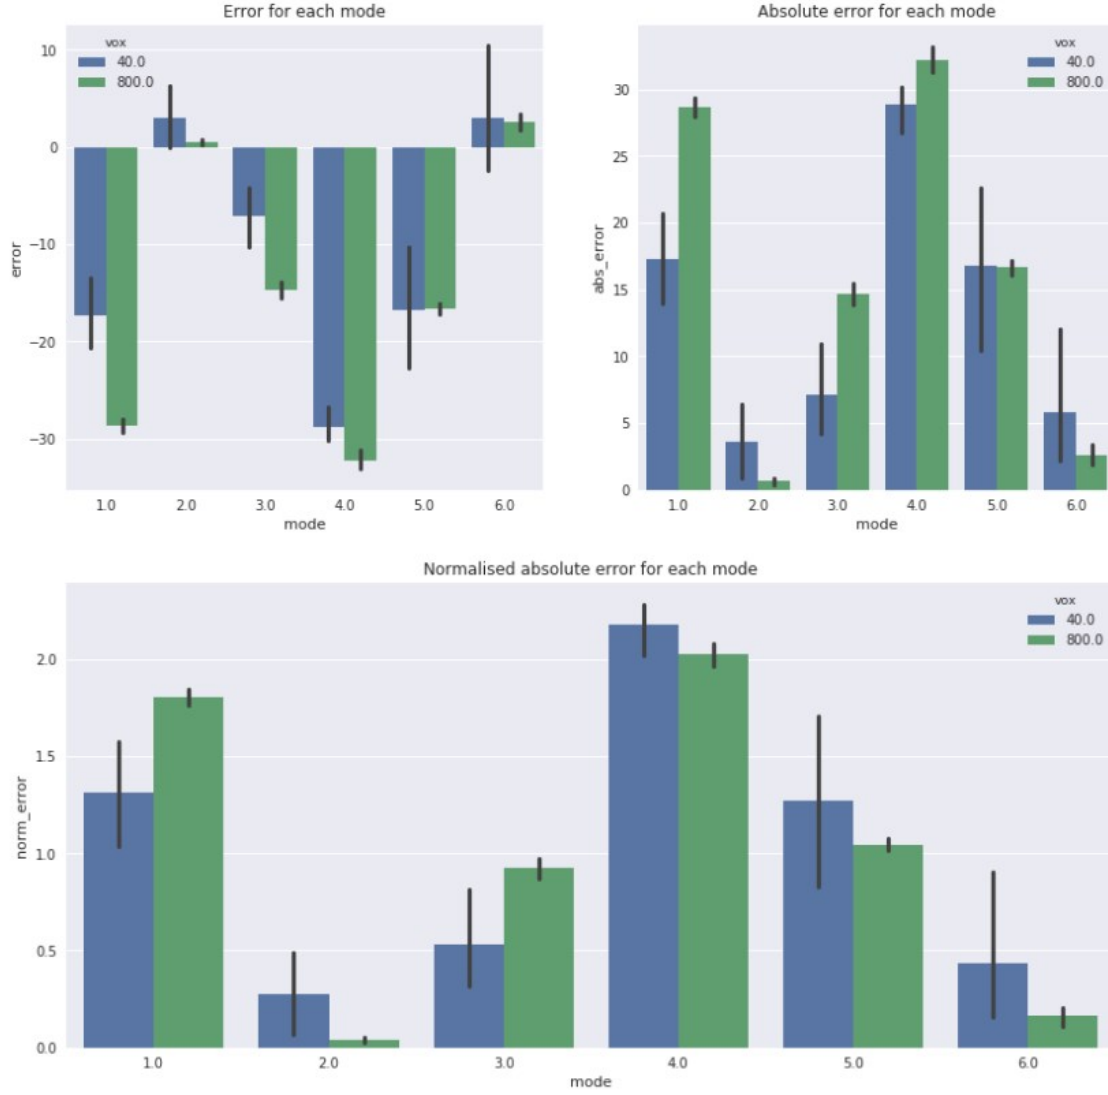 Error for each mode
vox
40.0
800.0
10
0
−10
−20
−30
error
1.0 2.0 3.0 4.0 5.0 6.0
mode
Absolute error for each mode
vox
40.0
800.0
30
25
20
15
10
5
0
abs_error
1.0 2.0 3.0 4.0 5.0 6.0
mode
Normalised absolute error for each mode
vox
40.0
800.0
2.0
1.5
1.0
0.5
0.0
norm_error
1.0 2.0 3.0 4.0 5.0 6.0
mode